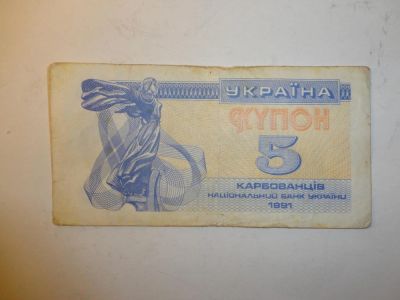 УКРАЇНА
КУПОН
5
КАРБОВАНЦІВ
НАЦІОНАЛЬНИЙ БАНК УКРАЇНИ
1991